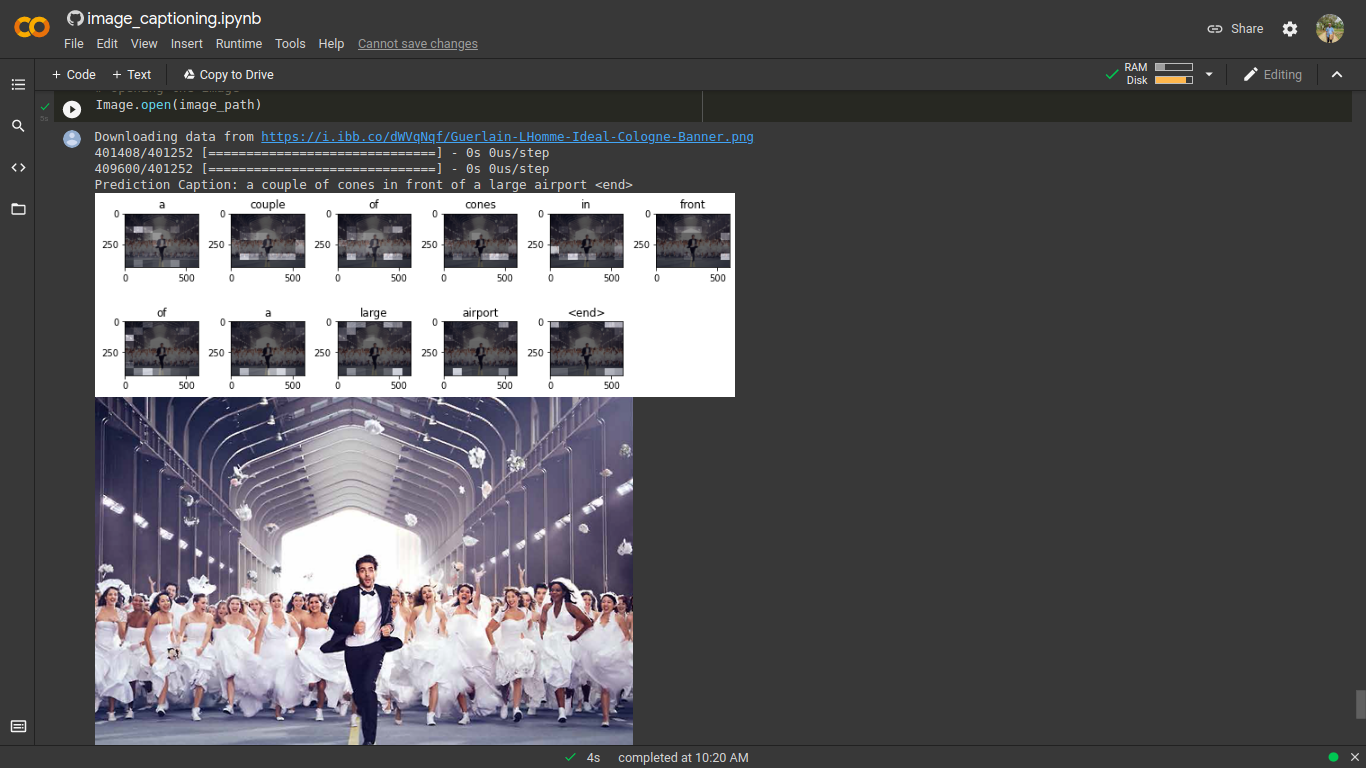 image_captioning.ipynb
File Edit View Insert Runtime Tools Help Cannot save changes
Share
+ Code + Text Copy to Drive
RAM
Disk
Editing
# Opening the image
Image.open(image_path)
5s
Downloading data from https://i.ibb.co/dWVqNqf/Guerlain-LHomme-Ideal-Cologne-Banner.png
401408/401252 [==============================] - 0s 0us/step
409600/401252 [==============================] - 0s 0us/step
Prediction Caption: a couple of cones in front of a large airport <end>
a couple of cones in front
0 0 0 0 0 0
250 250 250 250 250 250
0 500 0 500 0 500 0 500 0 500 0 500
of a large airport <end>
0 0 0 0 0
250 250 250 250 250
0 500 0 500 0 500 0 500 0 500
4s completed at 10:20 AM